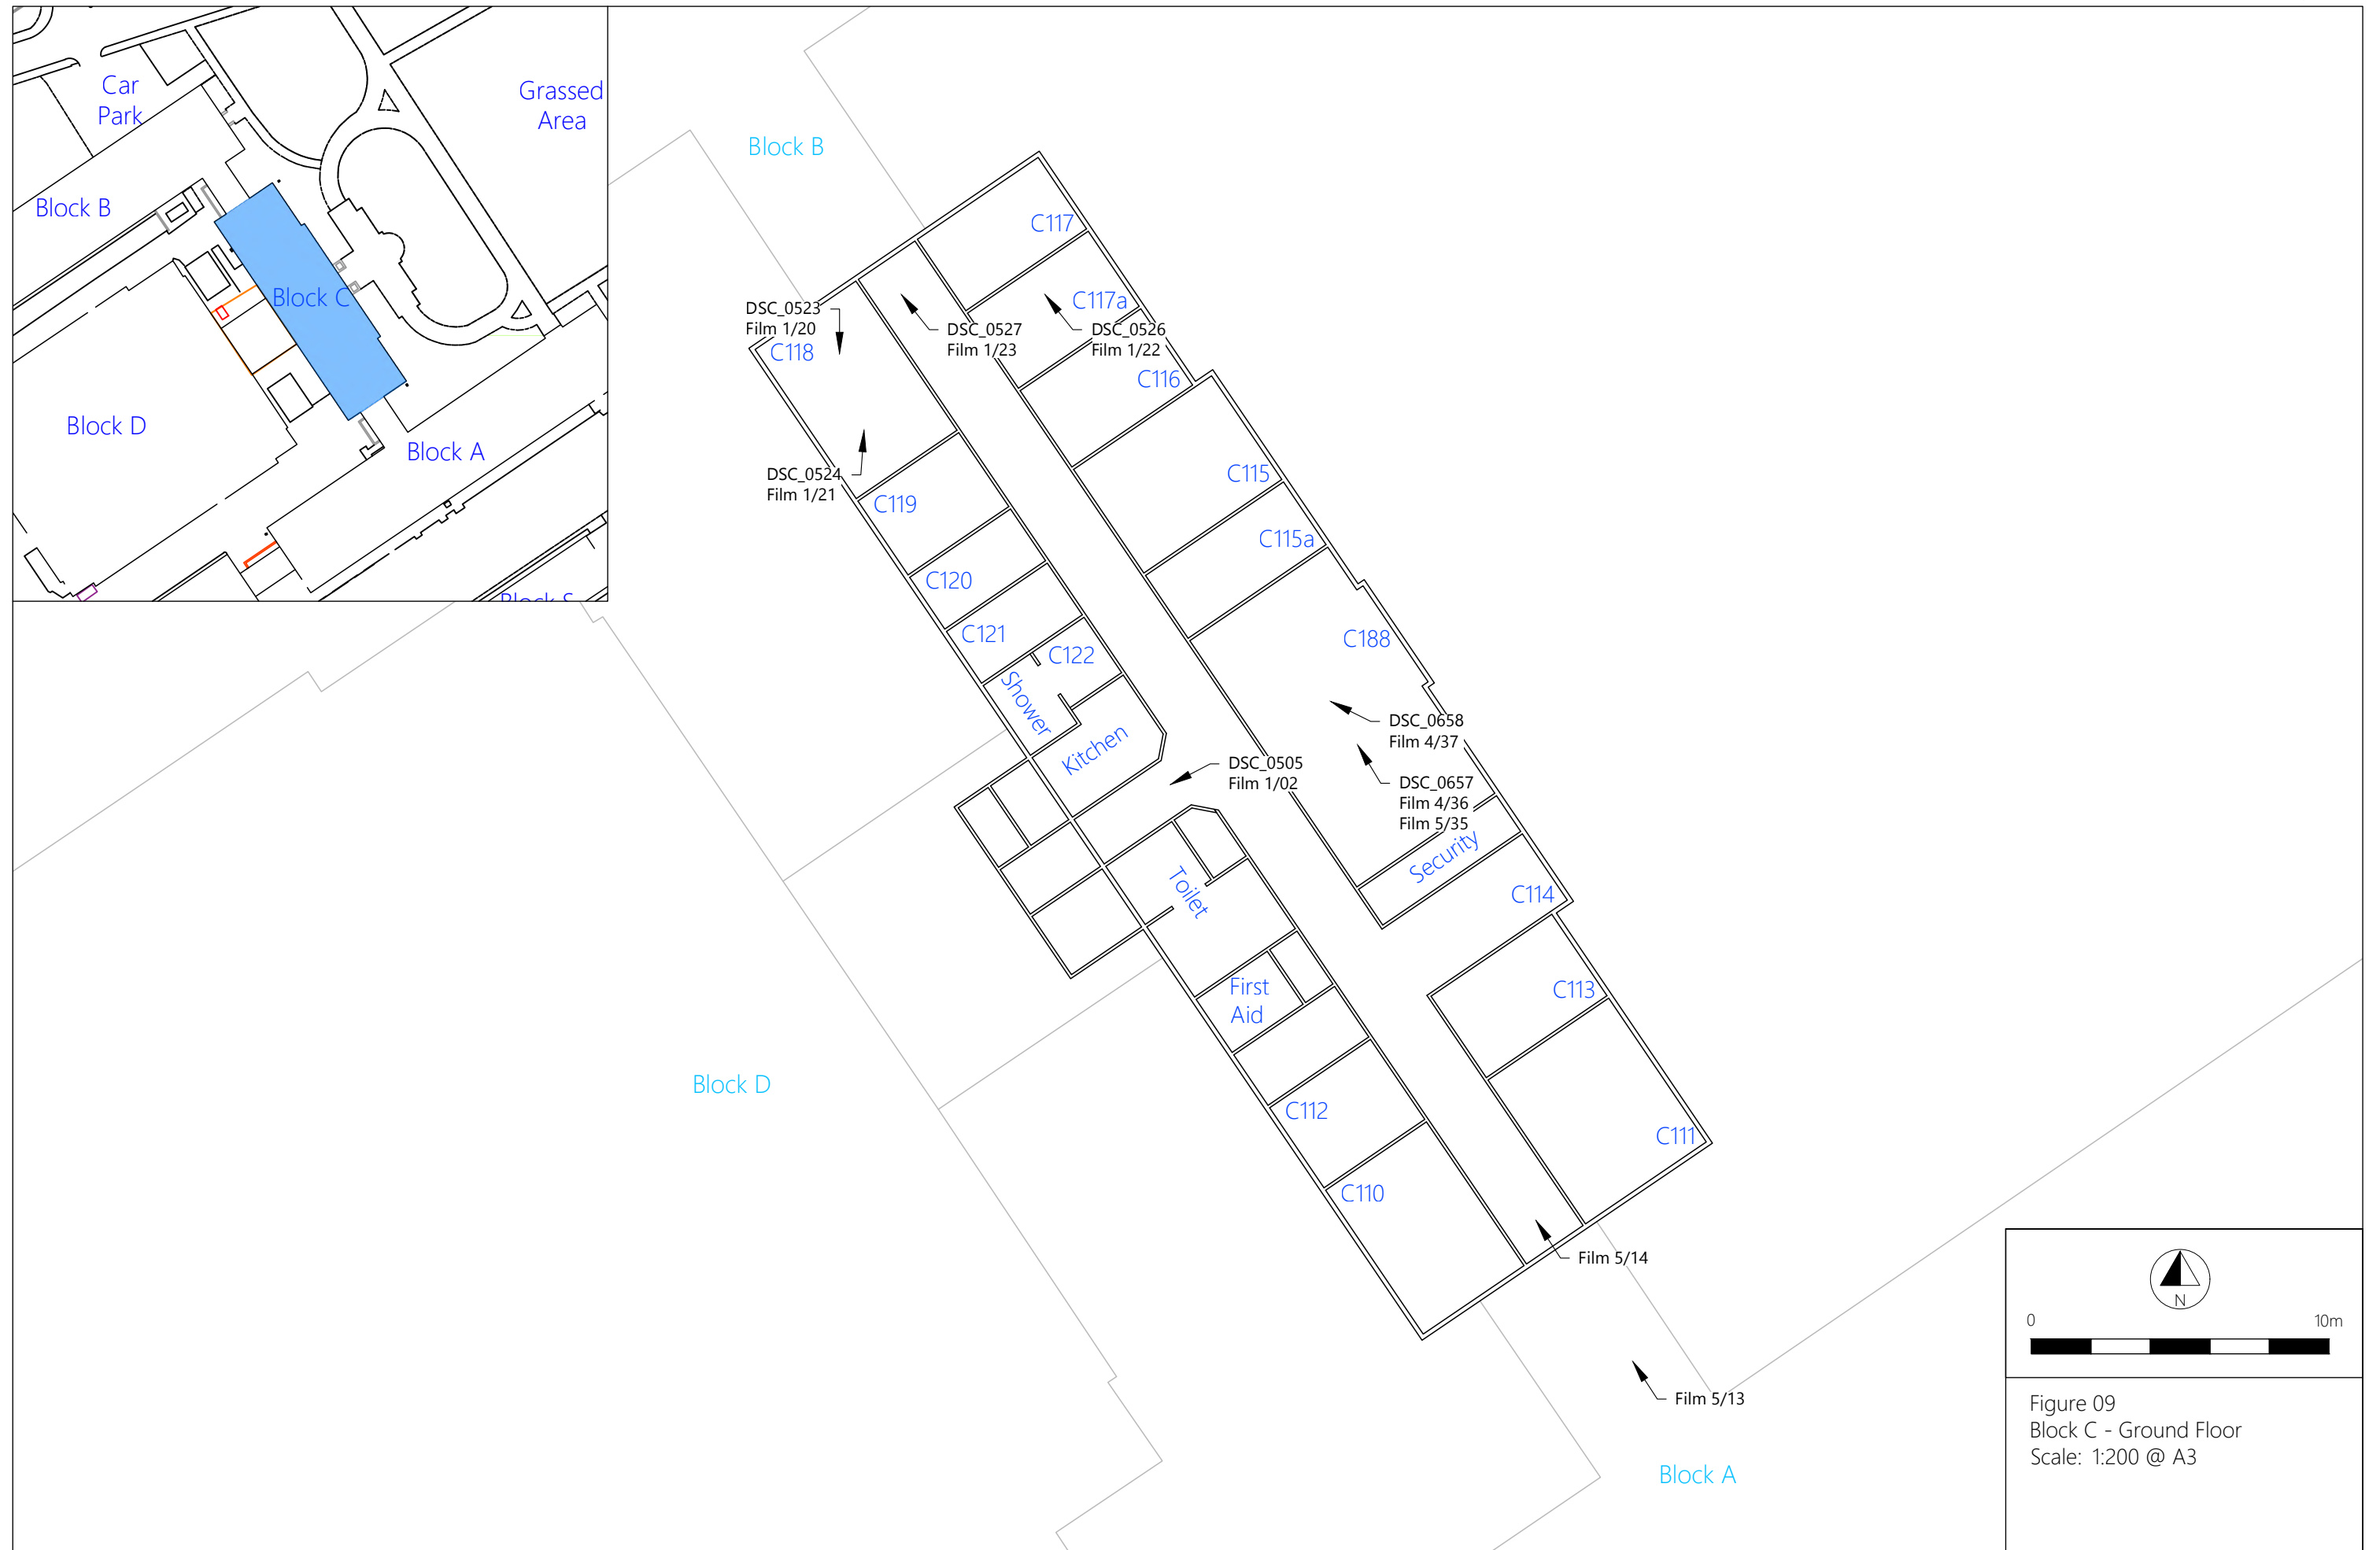 Car
Park
Grassed
Area
Block B
Block C
Block D
Block A
Block S
Block B
C117
C117a
DSC_0523
Film 1/20
C118
DSC_0527
Film 1/23
DSC_0526
Film 1/22
C116
DSC_0524
Film 1/21
C119
C115
C115a
C120
C121
C122
C188
Shower
Kitchen
DSC_0658
Film 4/37
DSC_0505
Film 1/02
DSC_0657
Film 4/36
Film 5/35
Security
Toilet
C114
First
Aid
C113
Block D
C112
C111
C110
Film 5/14
Film 5/13
Block A
N
0 10m
Figure 09
Block C - Ground Floor
Scale: 1:200 @ A3